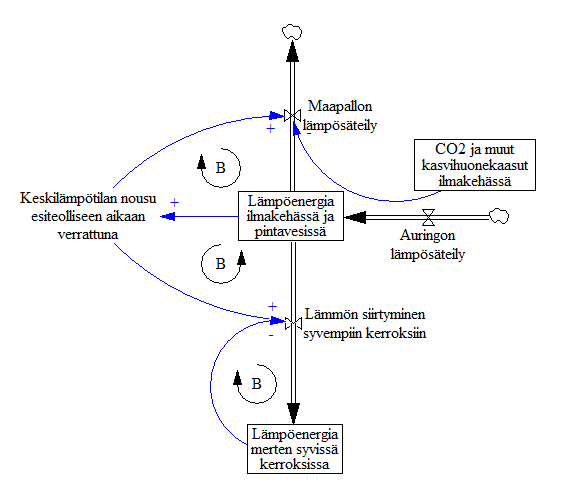 Maapallon
lämpösäteily
+
-
CO2 ja muut
kasvihuonekaasut
ilmakehässä
B
Keskilämpötilan nousu
esiteolliseen aikaan
verrattuna
+
Lämpöenergia
ilmakehässä ja
pintavesissä
Auringon
lämpösäteily
B
+
-
Lämmön siirtyminen
syvempiin kerroksiin
B
Lämpöenergia
merten syvissä
kerroksissa